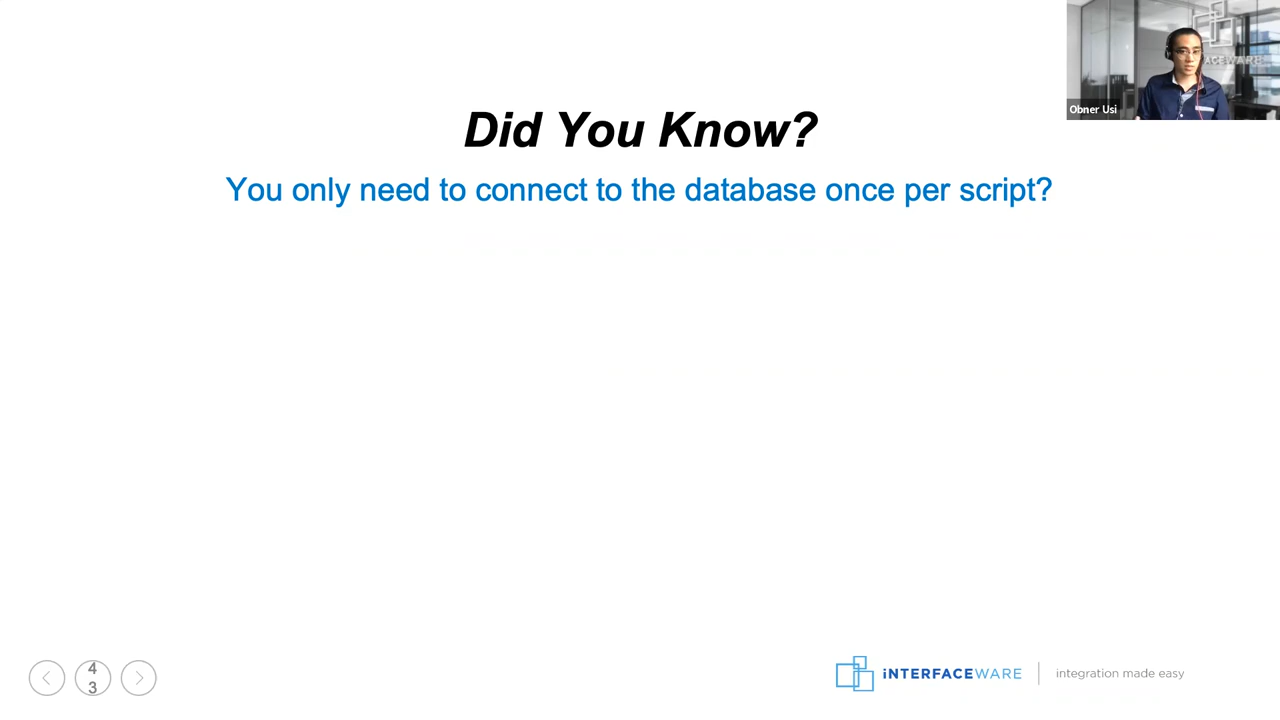 ACEWARE
Obner Usi
Did You Know?
You only need to connect to the database once per script?
4
3
iNTERFACEWARE
integration made easy